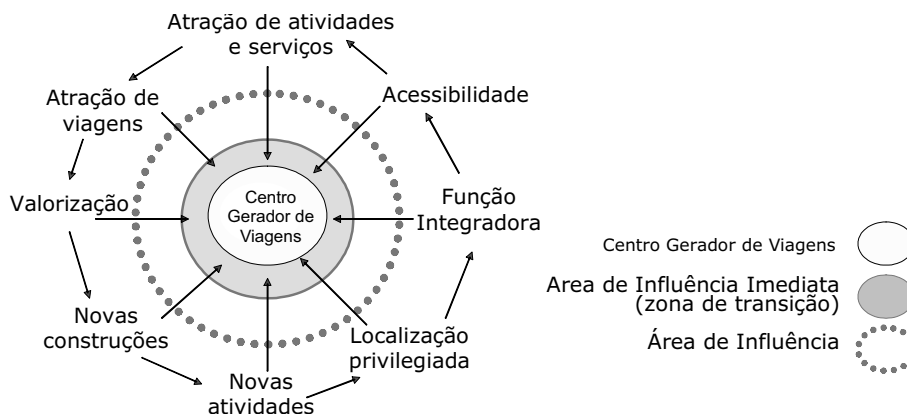 Atração de atividades
e serviços
Atração de
viagens
Acessibilidade
Valorização
Centro
Gerador de
Viagens
Função
Integradora
Novas
construções
Localização
privilegiada
Novas
atividades
Centro Gerador de Viagens
Area de Influência Imediata
(zona de transição)
Área de Influência